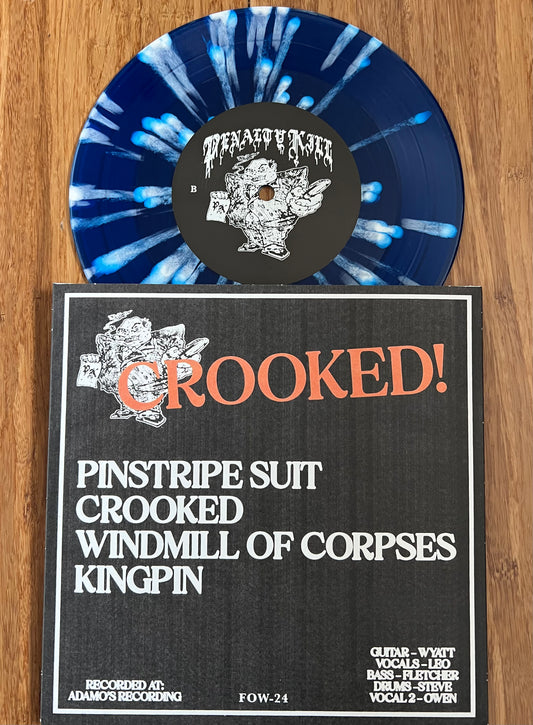 PENALTY KILL
B
CROOKED!
PINSTRIPE SUIT
CROOKED
WINDMILL OF CORPSES
KINGPIN
GUITAR – WYATT
VOCALS – LEO
BASS – FLETCHER
DRUMS – STEVE
VOCAL 2 – OWEN
RECORDED AT:
ADAMO'S RECORDING
FOW-24